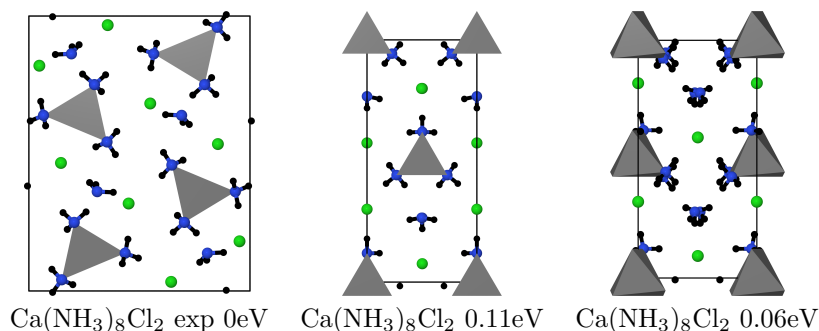 Ca(NH₃)₈Cl₂ exp 0eV
Ca(NH₃)₈Cl₂ 0.11eV
Ca(NH₃)₈Cl₂ 0.06eV